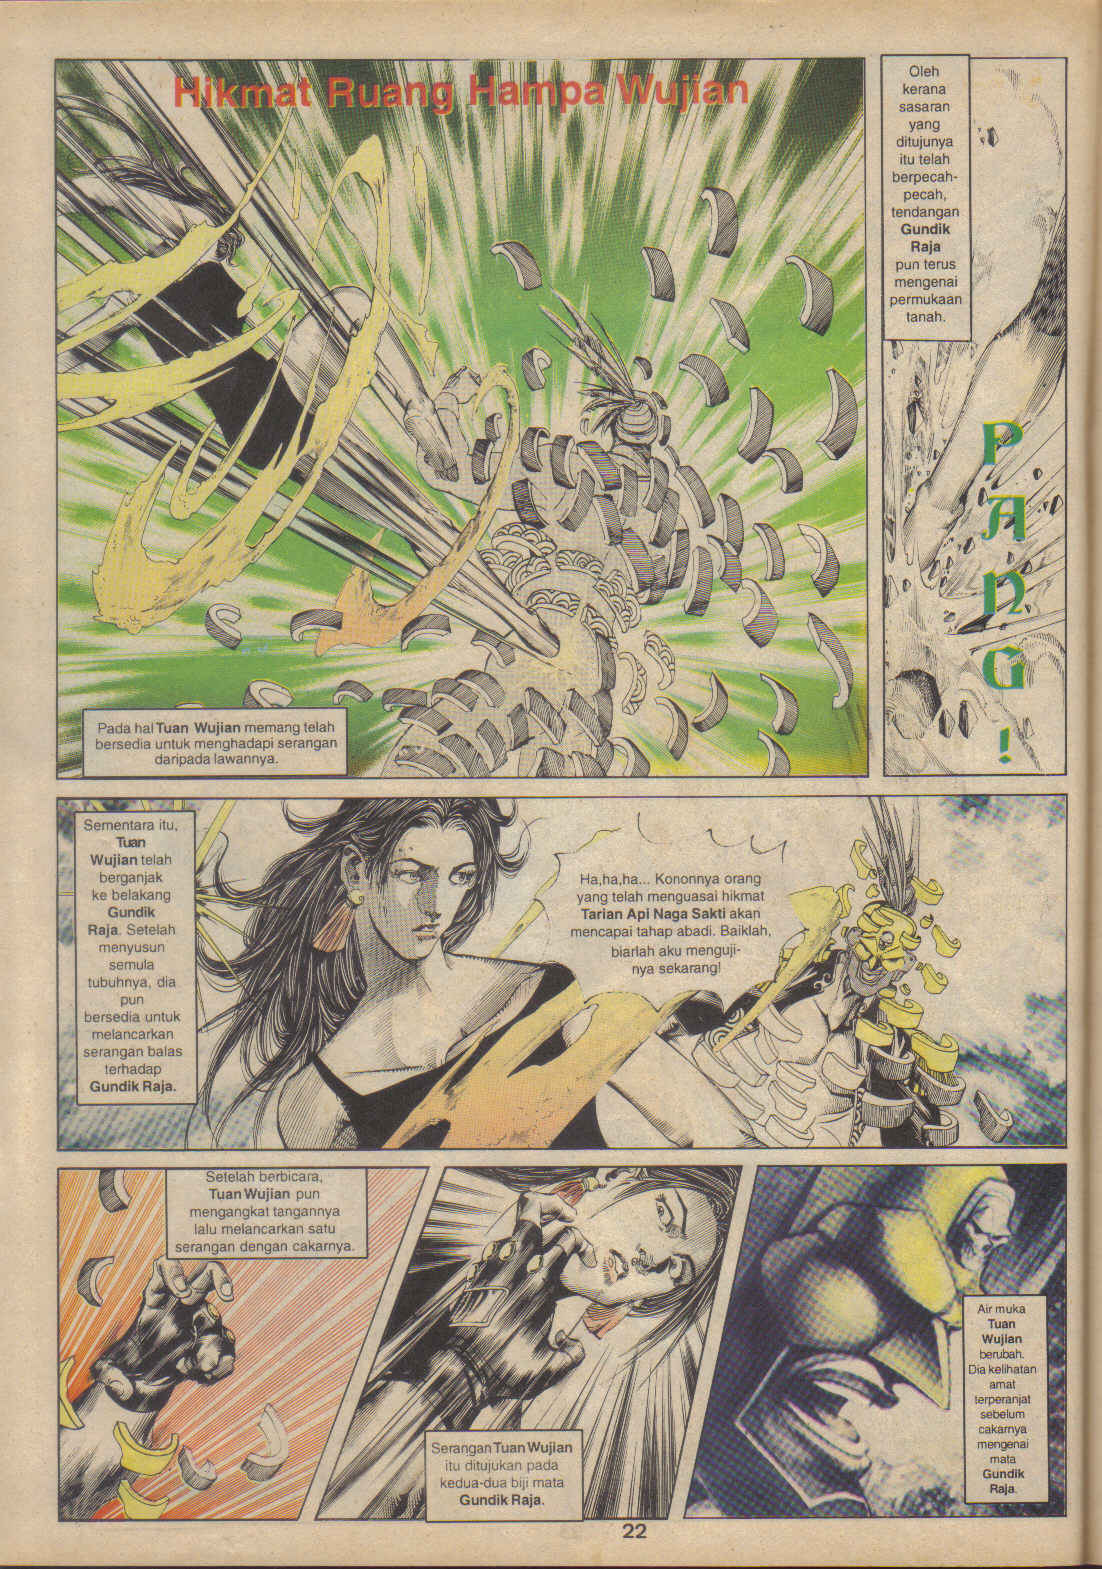 Hikmat Ruang Hampa Wujian
Pada hal Tuan Wujian memang telah
bersedia untuk menghadapi serangan
daripada lawannya.
Oleh
kerana
sasaran
yang
ditujunya
itu telah
berpecah-
pecah,
tendangan
Gundik
Raja
pun terus
mengenai
permukaan
tanah.
PANG!
Sementara itu,
Tuan
Wujian telah
berganjak
ke belakang
Gundik
Raja. Setelah
menyusun
semula
tubuhnya, dia
pun
bersedia untuk
melancarkan
serangan balas
terhadap
Gundik Raja.
Ha,ha,ha... Kononnya orang
yang telah menguasai hikmat
Tarian Api Naga Sakti akan
mencapai tahap abadi. Baiklah,
biarlah aku menguji-
nya sekarang!
Setelah berbicara,
Tuan Wujian pun
mengangkat tangannya
lalu melancarkan satu
serangan dengan cakarnya.
Serangan Tuan Wujian
itu ditujukan pada
kedua-dua biji mata
Gundik Raja.
Air muka
Tuan
Wujian
berubah.
Dia kelihatan
amat
terperanjat
sebelum
cakarnya
mengenai
mata
Gundik
Raja.
22